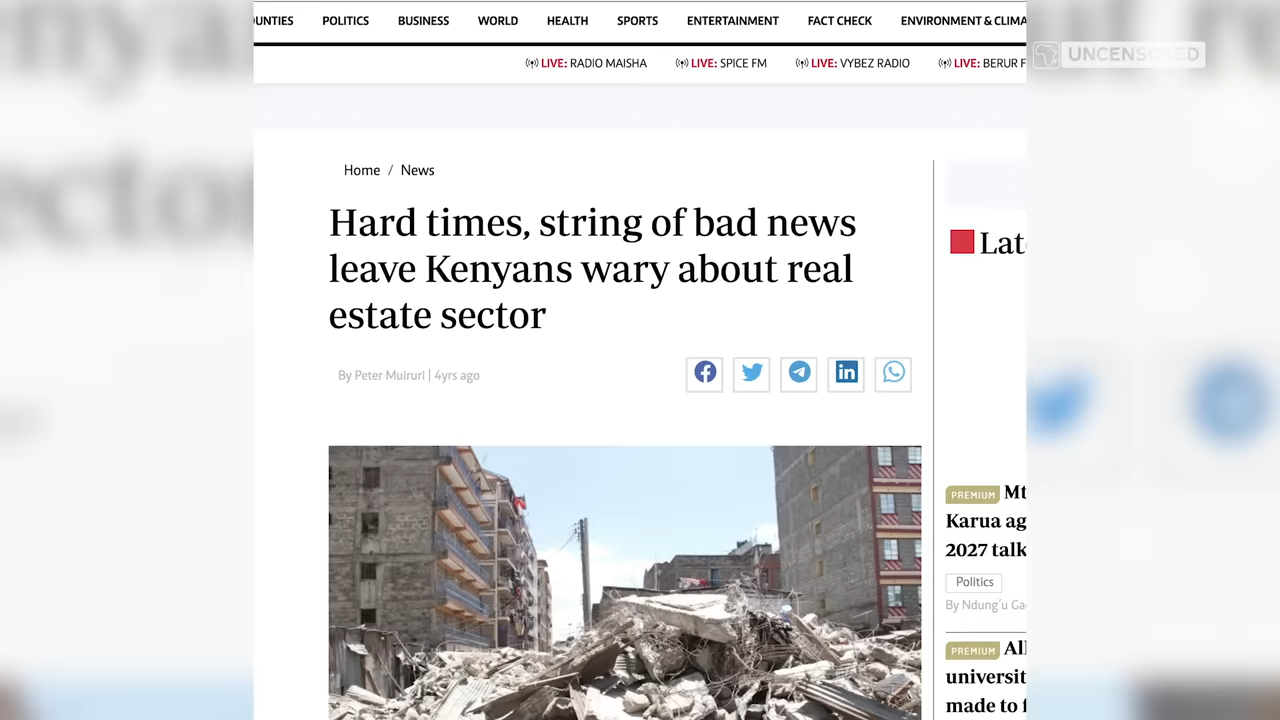 UNTIES POLITICS BUSINESS WORLD HEALTH SPORTS ENTERTAINMENT FACT CHECK ENVIRONMENT & CLIMA
LIVE: RADIO MAISHA LIVE: SPICE FM LIVE: VYBEZ RADIO LIVE: BERUR F
UNCENSORED
Home / News
Hard times, string of bad news
leave Kenyans wary about real
estate sector
By Peter Muiruri | 4yrs ago
Lat
PREMIUM Mt
Karua ag
2027 talk
Politics
By Ndung'u Ga
PREMIUM All
universit
made to f